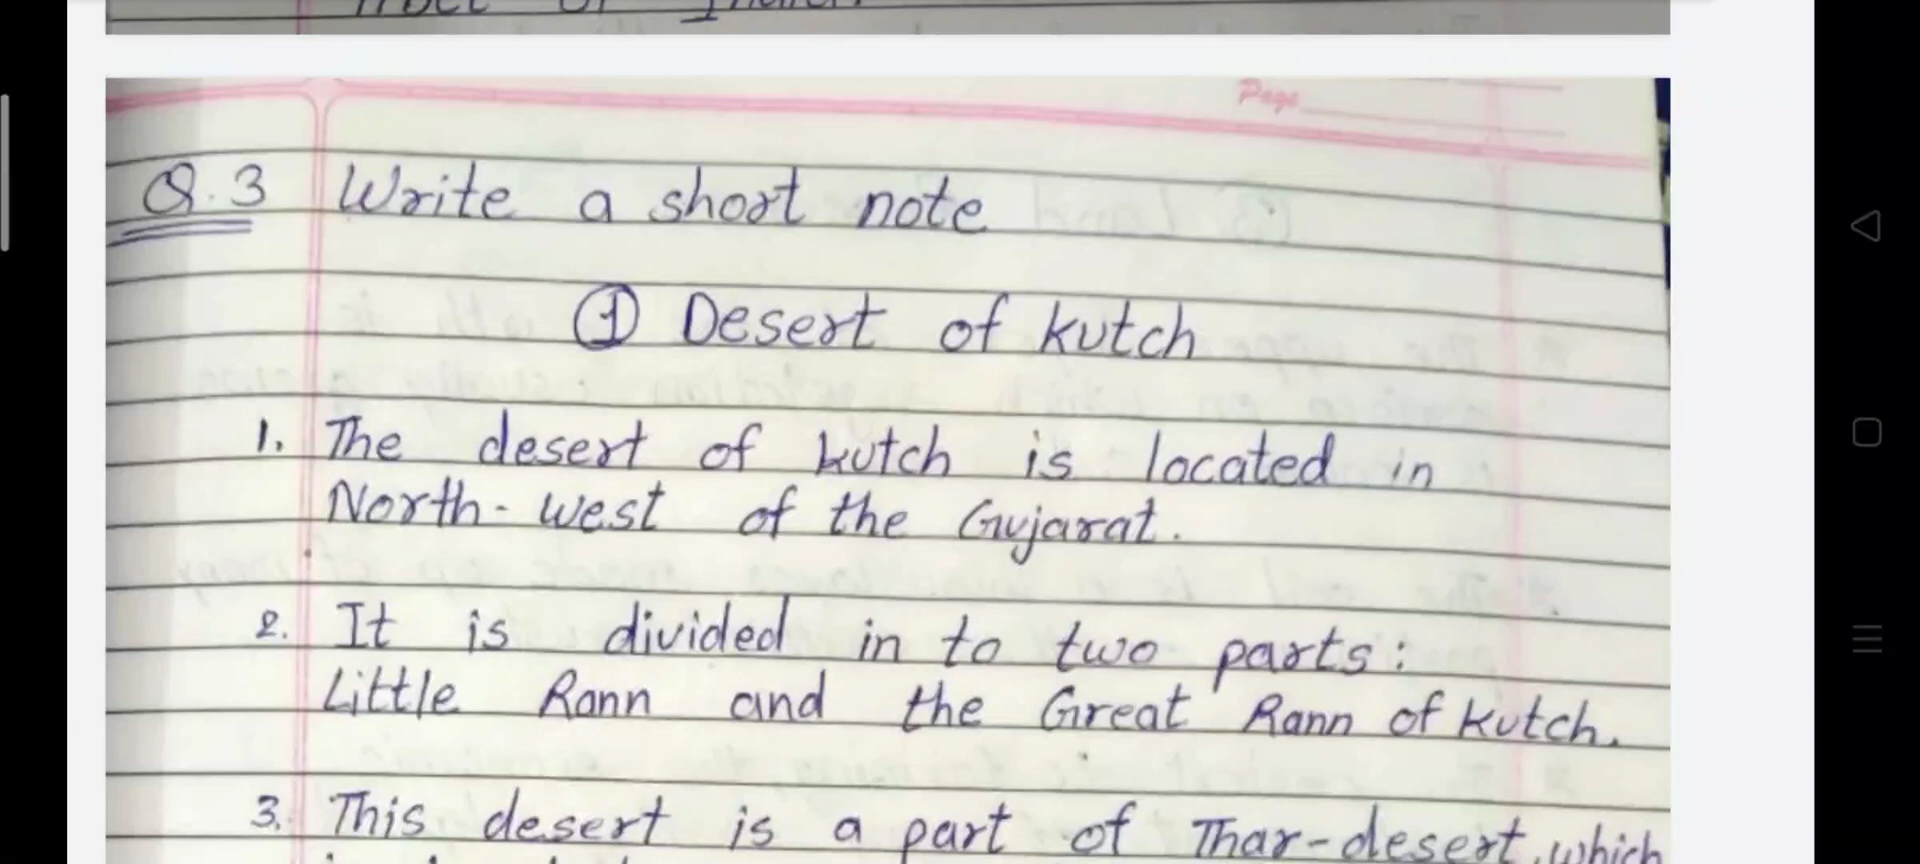 of
Page
Q.3 Write a short note
① Desert of kutch
1. The desert of kutch is located in
North-west of the Gujarat.
2. It is divided in to two parts:
Little Rann and the Great Rann of kutch.
3. This desert is a part of Thar-desert, which